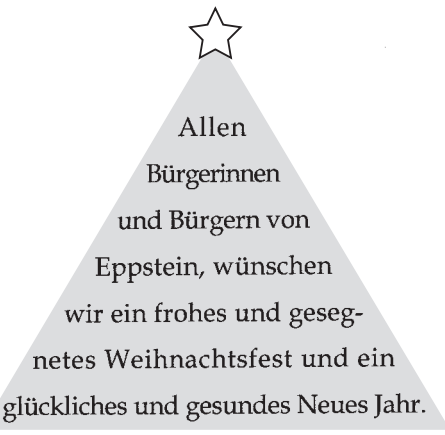 Allen
Bürgerinnen
und Bürgern von
Eppstein, wünschen
wir ein frohes und geseg-
netes Weihnachtsfest und ein
glückliches und gesundes Neues Jahr.